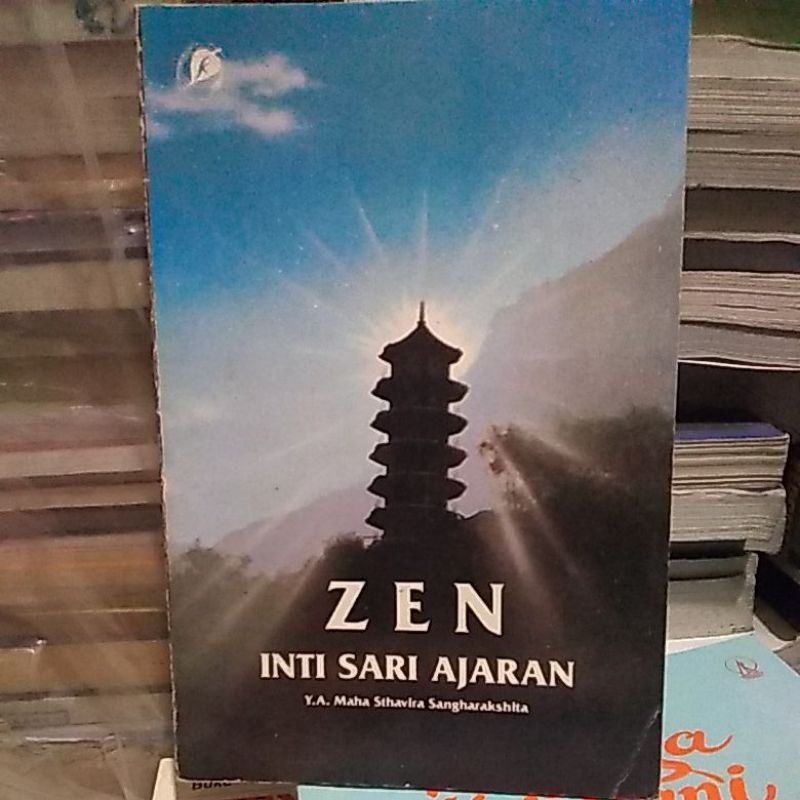 ZEN
INTI SARI AJARAN
Y.A. Maha Sthavira Sangharakshita